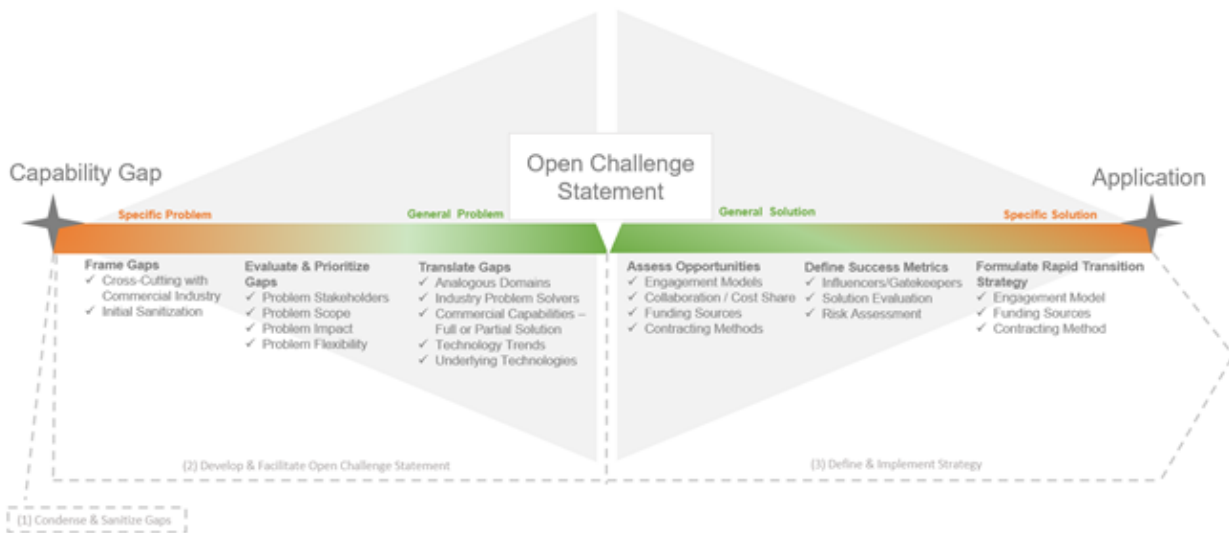 Open Challenge
Statement
Capability Gap
Application
Specific Problem
General Problem
General Solution
Specific Solution
Frame Gaps
✓ Cross-Cutting with
Commercial Industry
✓ Initial Sanitization
Evaluate & Prioritize
Gaps
✓ Problem Stakeholders
✓ Problem Scope
✓ Problem Impact
✓ Problem Flexibility
Translate Gaps
✓ Analogous Domains
✓ Industry Problem Solvers
✓ Commercial Capabilities –
Full or Partial Solution
✓ Technology Trends
✓ Underlying Technologies
Assess Opportunities
✓ Engagement Models
✓ Collaboration / Cost Share
✓ Funding Sources
✓ Contracting Methods
Define Success Metrics
✓ Influencers/Gatekeepers
✓ Solution Evaluation
✓ Risk Assessment
Formulate Rapid Transition
Strategy
✓ Engagement Model
✓ Funding Sources
✓ Contracting Method
(2) Develop & Facilitate Open Challenge Statement
(3) Define & Implement Strategy
(1) Condense & Sanitize Gaps